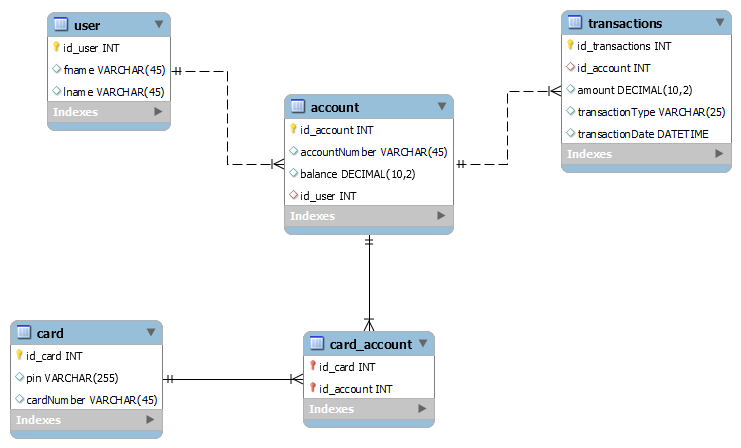 user
id_user INT
fname VARCHAR(45)
lname VARCHAR(45)
Indexes
transactions
id_transactions INT
id_account INT
amount DECIMAL(10,2)
transactionType VARCHAR(25)
transactionDate DATETIME
Indexes
account
id_account INT
accountNumber VARCHAR(45)
balance DECIMAL(10,2)
id_user INT
Indexes
card
id_card INT
pin VARCHAR(255)
cardNumber VARCHAR(45)
Indexes
card_account
id_card INT
id_account INT
Indexes